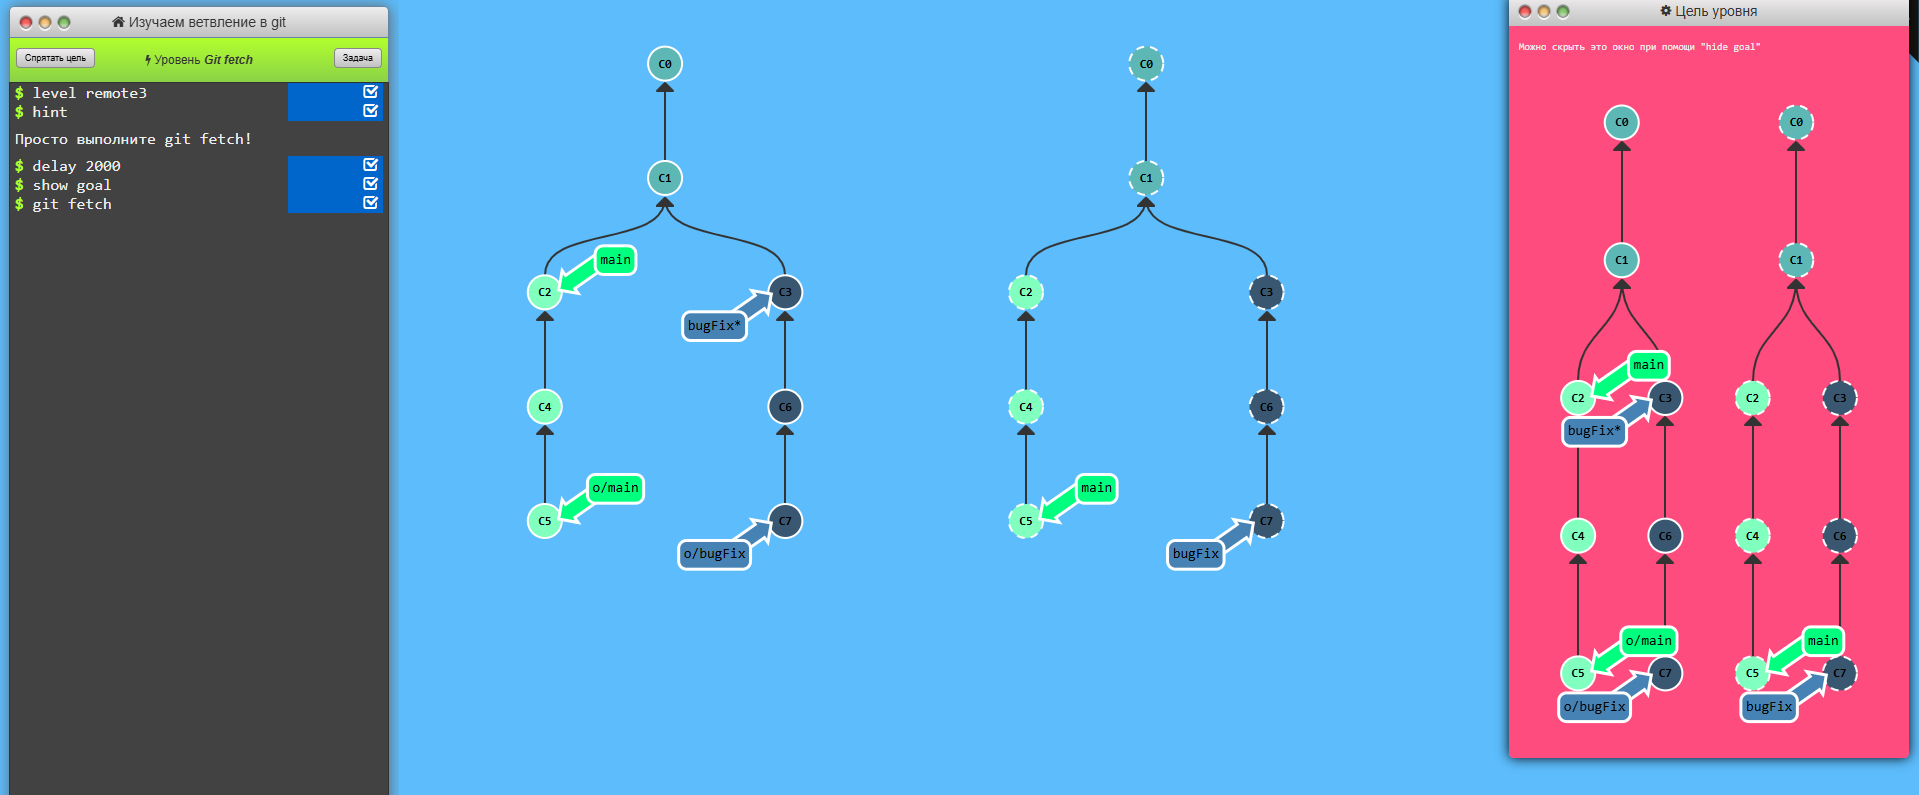 Изучаем ветвление в git
Спрятать цель
Уровень Git fetch
Задача
$ level remote3
$ hint
Просто выполните git fetch!
$ delay 2000
$ show goal
$ git fetch
C0
C1
main
C2
C3
bugFix*
C4
C6
o/main
C5
C7
o/bugFix
C0
C1
C2
C3
C4
C6
main
C5
C7
bugFix
Цель уровня
Можно скрыть это окно при помощи "hide goal"
C0
C1
main
C2
C3
bugFix*
C4
C6
o/main
C5
C7
o/bugFix
C0
C1
C2
C3
C4
C6
main
C5
C7
bugFix